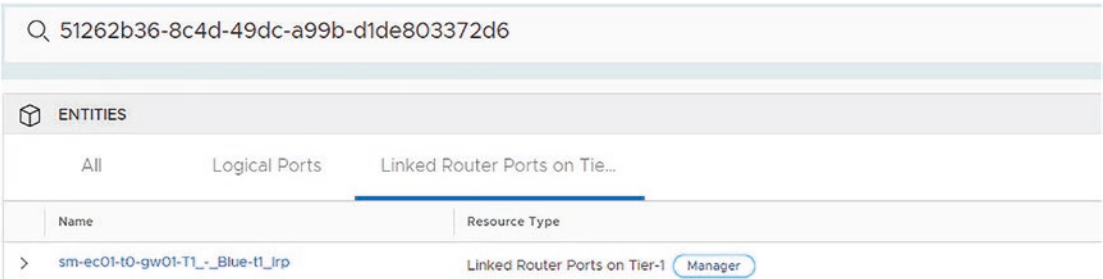 51262b36-8c4d-49dc-a99b-d1de803372d6
ENTITIES
All Logical Ports Linked Router Ports on Tie...
Name Resource Type
sm-ec01-t0-gw01-T1_-_Blue-t1_lrp Linked Router Ports on Tier-1 Manager